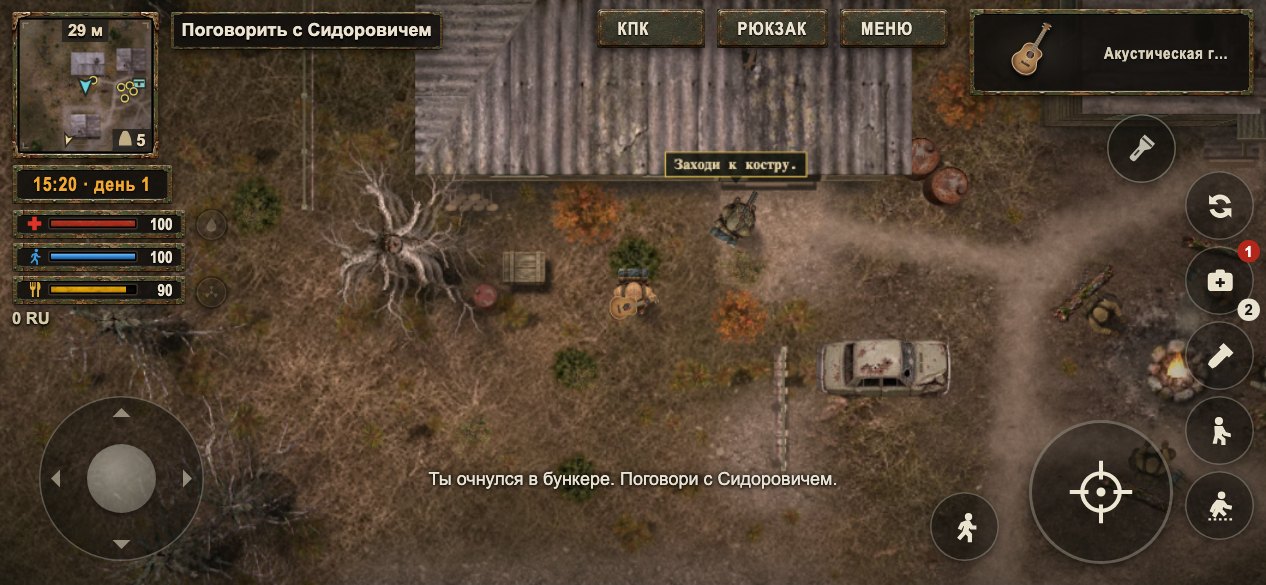 29 м
Поговорить с Сидоровичем
КПК
РЮКЗАК
МЕНЮ
Акустическая г...
5
Заходи к костру.
15:20 · день 1
100
100
90
0 RU
1
2
Ты очнулся в бункере. Поговори с Сидоровичем.